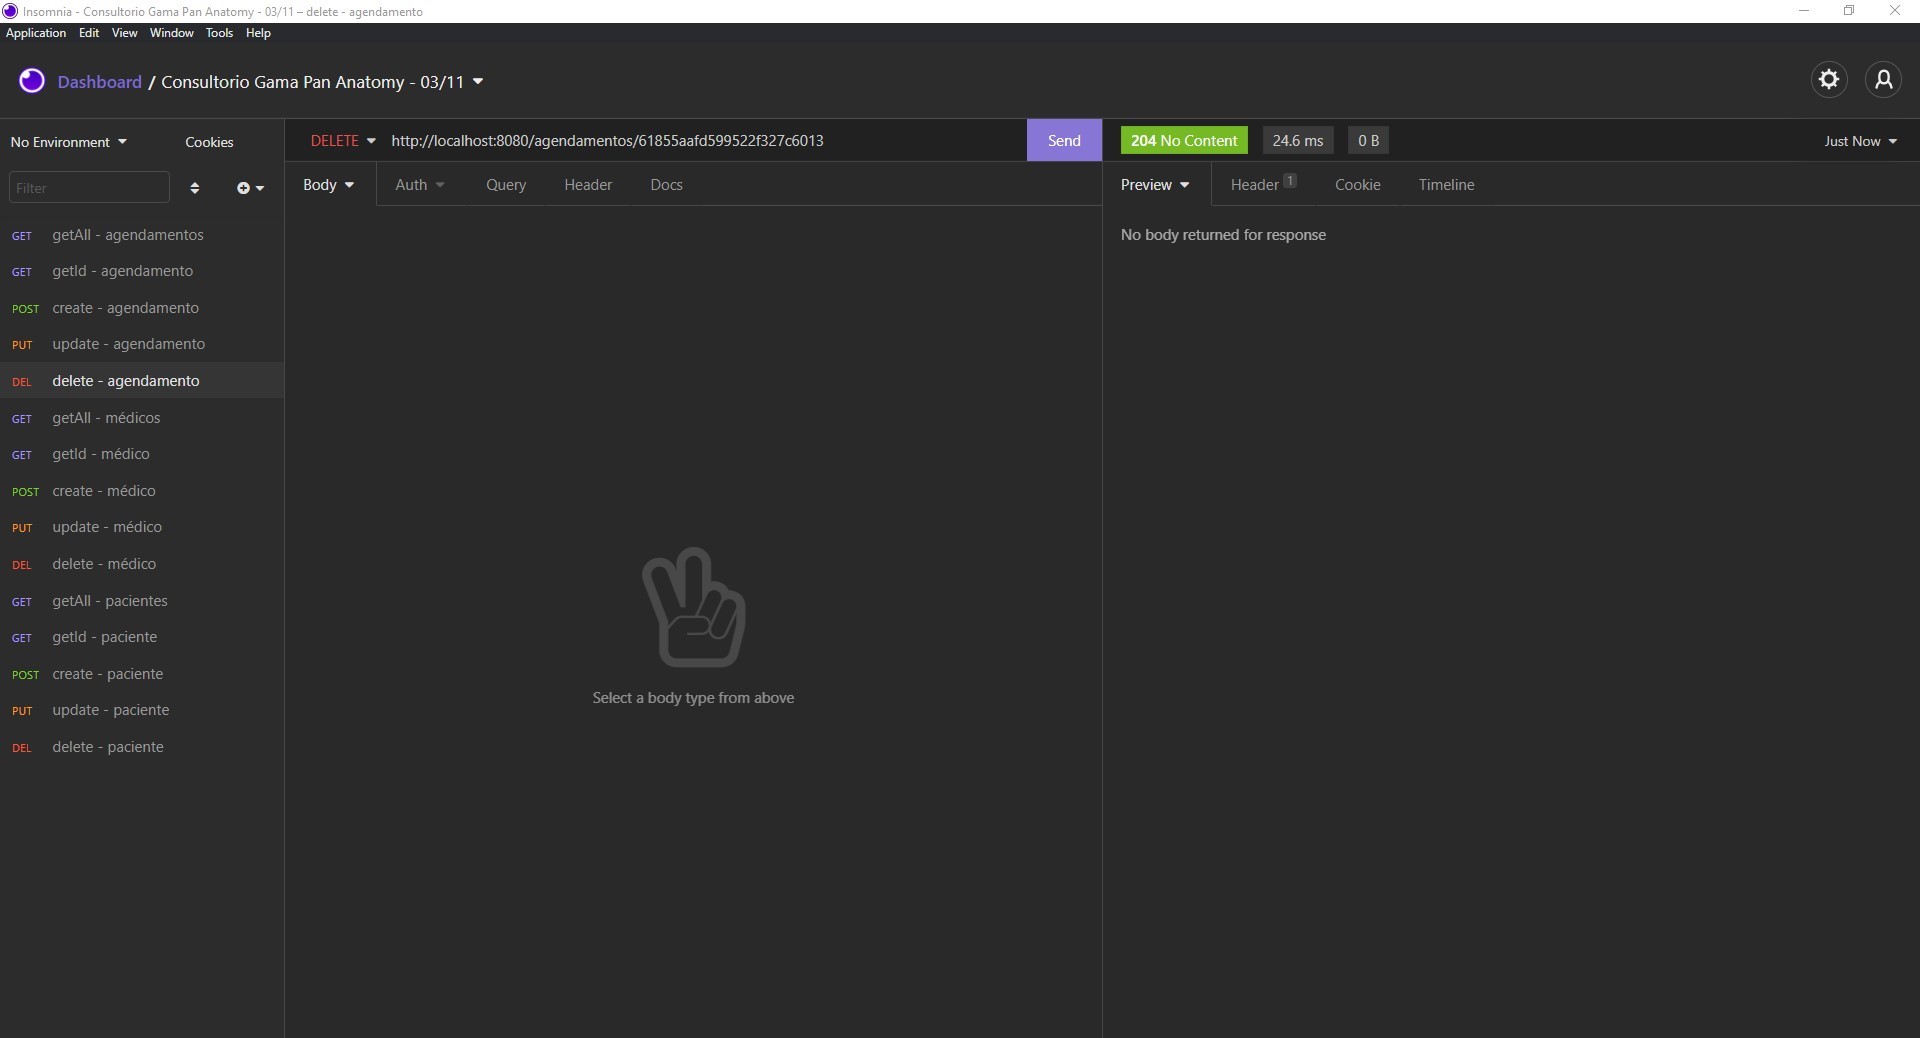 Insomnia - Consultorio Gama Pan Anatomy - 03/11 – delete - agendamento
Application Edit View Window Tools Help
Dashboard / Consultorio Gama Pan Anatomy - 03/11
No Environment Cookies
DELETE http://localhost:8080/agendamentos/61855aafd599522f327c6013 Send
204 No Content 24.6 ms 0 B Just Now
Filter
Body Auth Query Header Docs
Preview Header 1 Cookie Timeline
GET getAll - agendamentos
GET getId - agendamento
POST create - agendamento
PUT update - agendamento
DEL delete - agendamento
GET getAll - médicos
GET getId - médico
POST create - médico
PUT update - médico
DEL delete - médico
GET getAll - pacientes
GET getId - paciente
POST create - paciente
PUT update - paciente
DEL delete - paciente
Select a body type from above
No body returned for response